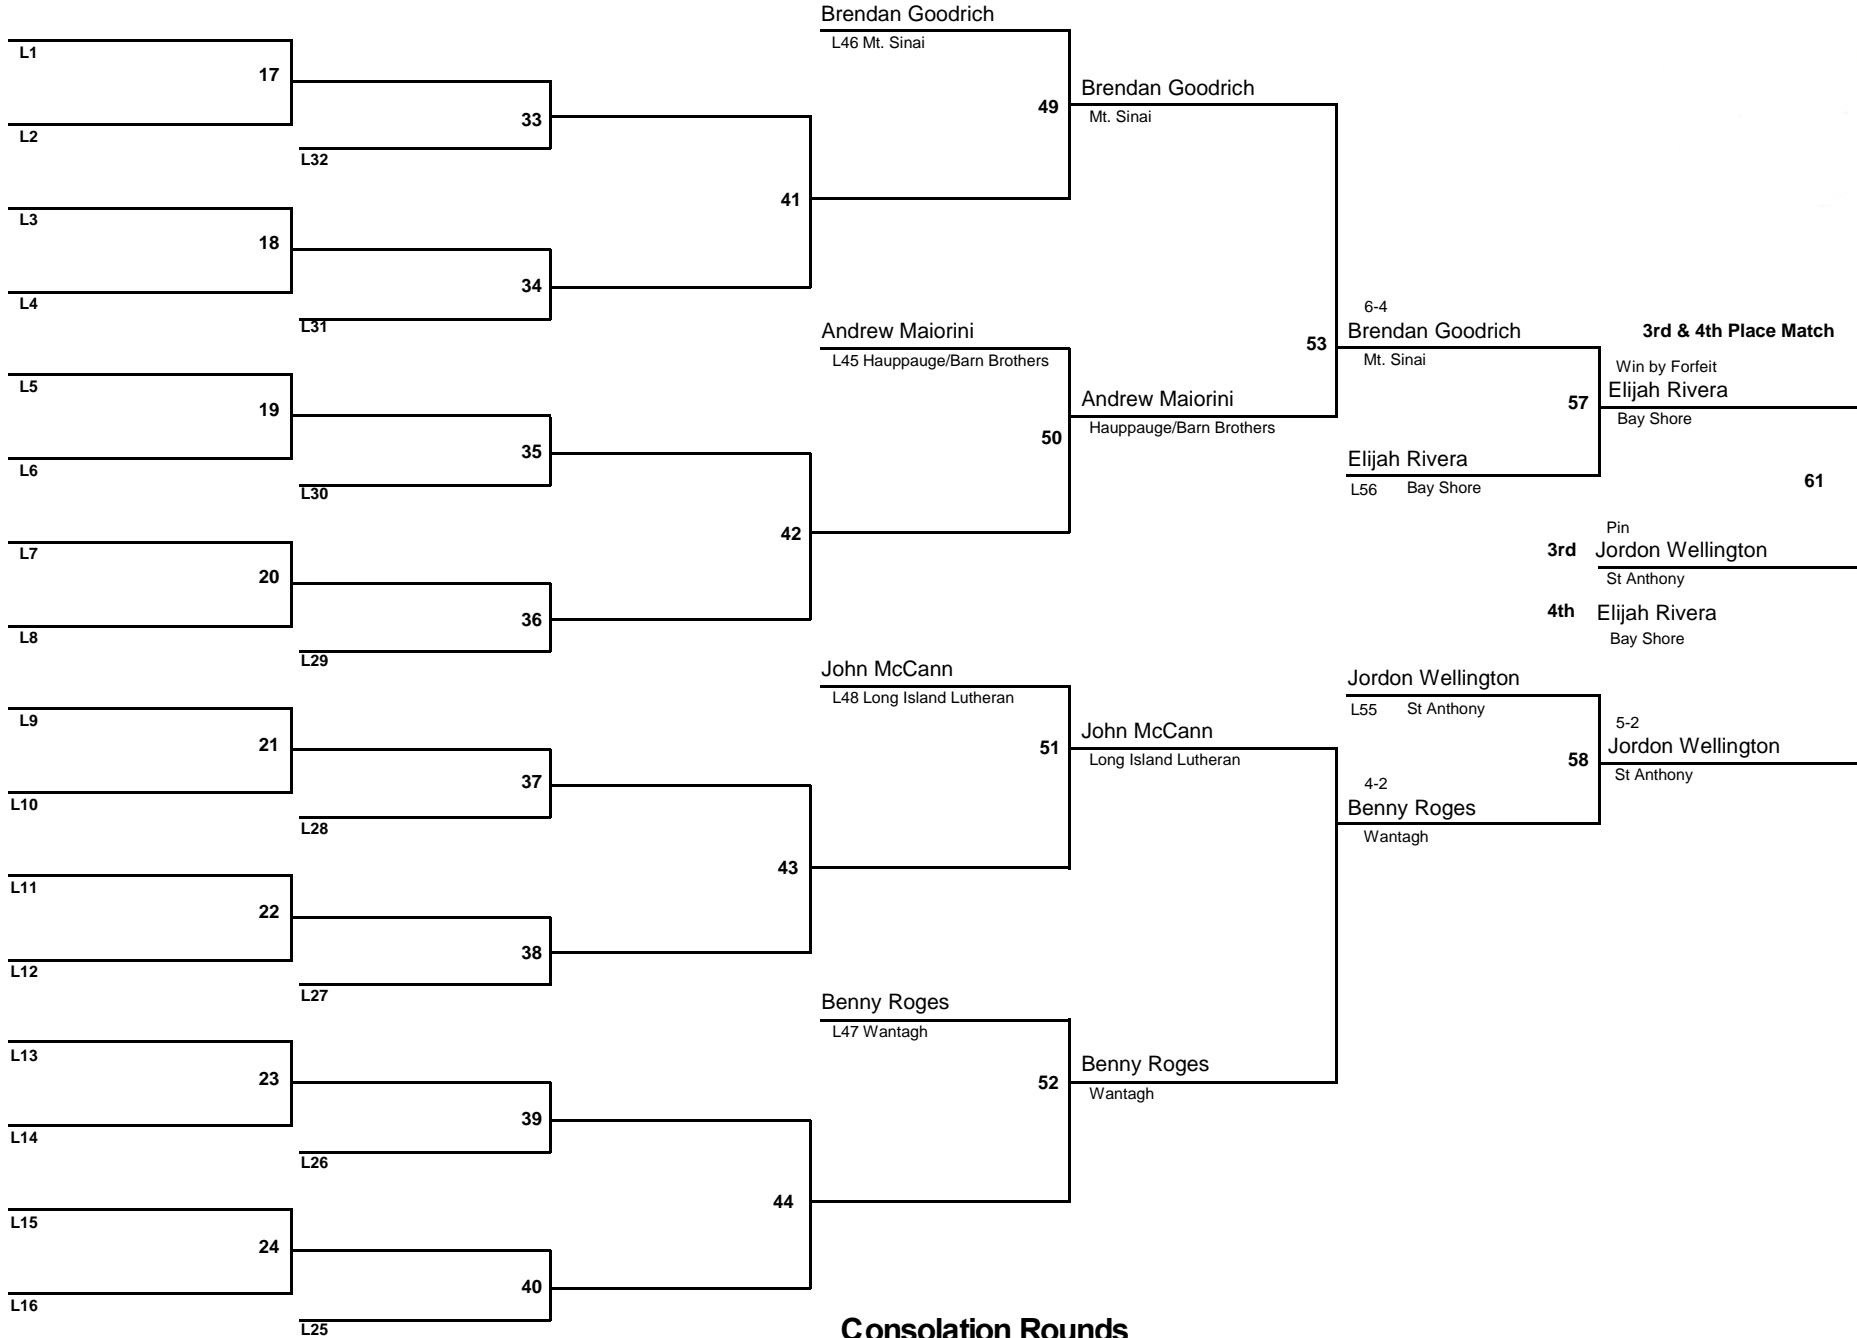 Brendan Goodrich
L46 Mt. Sinai
L1
17
L2
33
L32
49
Brendan Goodrich
Mt. Sinai
41
L3
18
L4
34
L31
Andrew Maiorini
L45 Hauppauge/Barn Brothers
6-4
53
Brendan Goodrich
Mt. Sinai
3rd & 4th Place Match
Win by Forfeit
57
Elijah Rivera
Bay Shore
L5
19
L6
35
L30
50
Andrew Maiorini
Hauppauge/Barn Brothers
Elijah Rivera
L56 Bay Shore
61
42
L7
20
L8
36
L29
Pin
3rd Jordon Wellington
St Anthony
4th Elijah Rivera
Bay Shore
John McCann
L48 Long Island Lutheran
Jordon Wellington
L55 St Anthony
L9
21
L10
37
L28
51
John McCann
Long Island Lutheran
5-2
58
Jordon Wellington
St Anthony
4-2
Benny Roges
Wantagh
43
L11
22
L12
38
L27
Benny Roges
L47 Wantagh
L13
23
L14
39
L26
52
Benny Roges
Wantagh
44
L15
24
L16
40
L25
Consolation Rounds